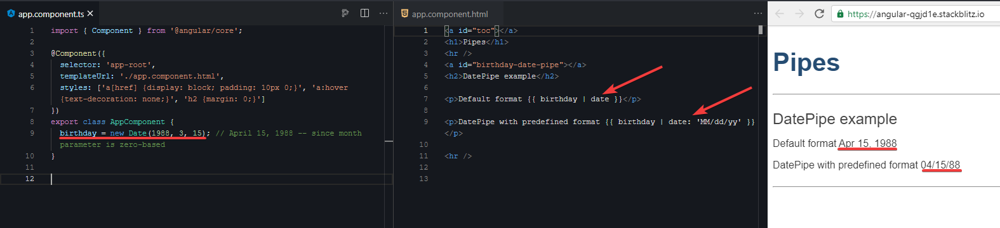 app.component.ts
1 import { Component } from '@angular/core';
2
3 @Component({
4 selector: 'app-root',
5 templateUrl: './app.component.html',
6 styles: ['a[href] {display: block; padding: 10px 0;}', 'a:hover
{text-decoration: none;}', 'h2 {margin: 0;}']
7 })
8 export class AppComponent {
9 birthday = new Date(1988, 3, 15); // April 15, 1988 -- since month
parameter is zero-based
10 }
11
12
app.component.html
1 <a id="toc"></a>
2 <h1>Pipes</h1>
3 <hr />
4 <a id="birthday-date-pipe"></a>
5 <h2>DatePipe example</h2>
6
7 <p>Default format {{ birthday | date }}</p>
8
9 <p>DatePipe with predefined format {{ birthday | date: 'MM/dd/yy' }}
</p>
10
11 <hr />
12
13
https://angular-qgjd1e.stackblitz.io
Pipes
DatePipe example
Default format Apr 15, 1988
DatePipe with predefined format 04/15/88